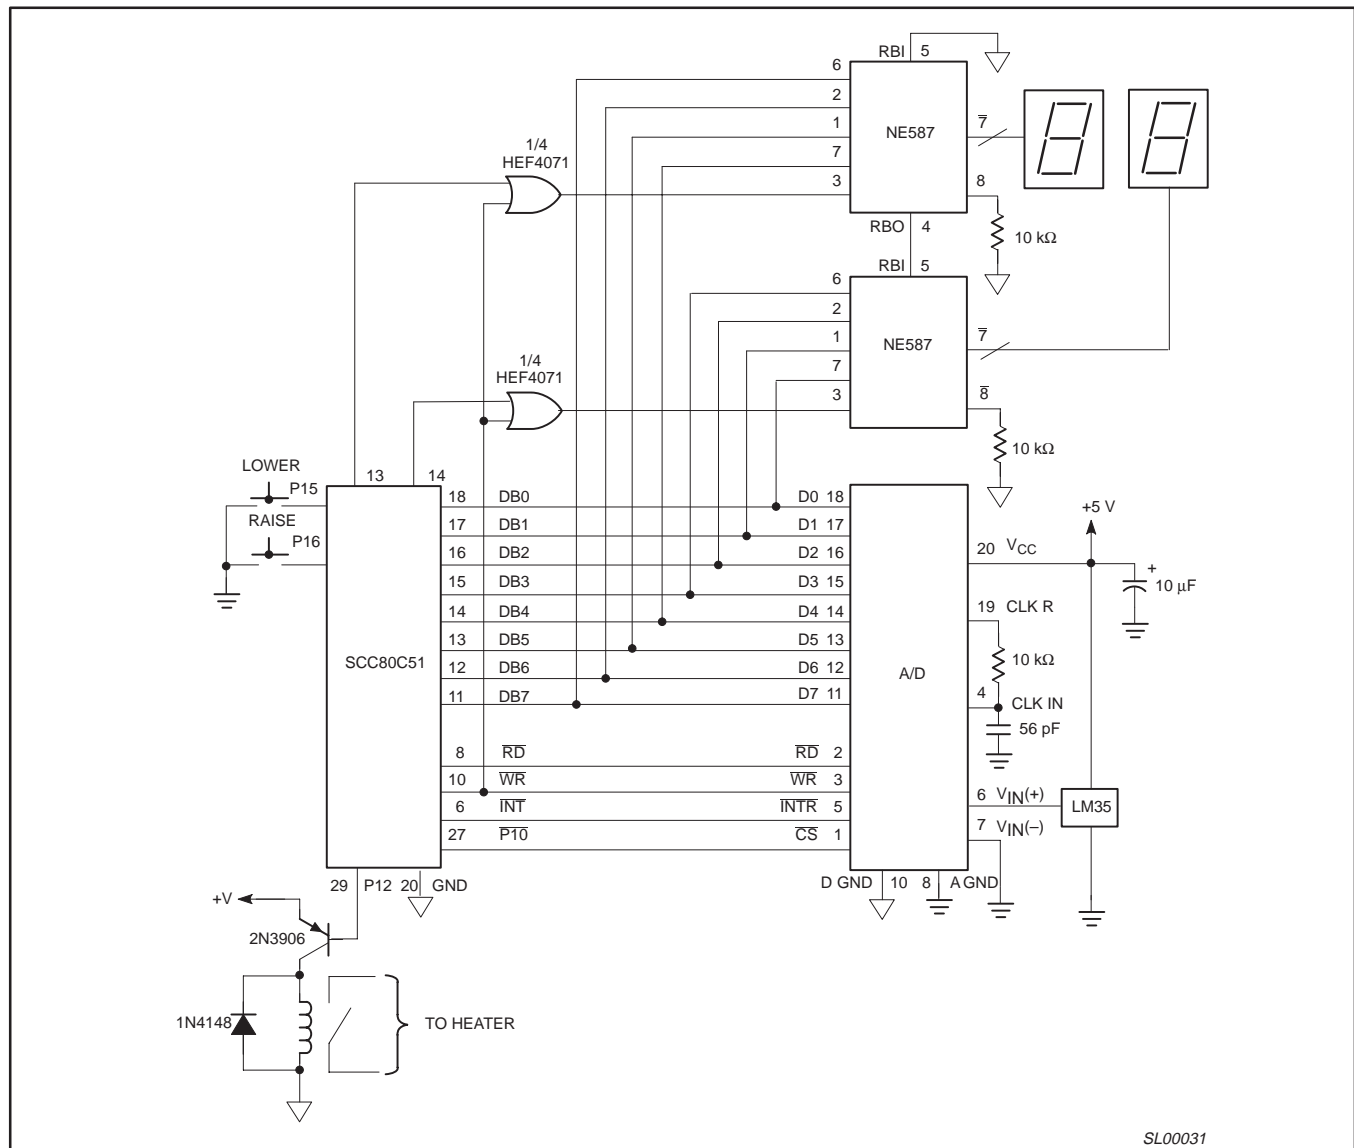 RBI 5
6
2
1
7
3
NE587
7
8
RBO 4
10 kΩ
1/4
HEF4071
RBI 5
6
2
1
7
3
NE587
7
8
10 kΩ
1/4
HEF4071
LOWER
P15
RAISE
P16
13 14
SCC80C51
18 DB0 D0 18
17 DB1 D1 17
16 DB2 D2 16
15 DB3 D3 15
14 DB4 D4 14
13 DB5 D5 13
12 DB6 D6 12
11 DB7 D7 11
8 RD RD 2
10 WR WR 3
6 INT INTR 5
27 P10 CS 1
A/D
+5 V
20 VCC
+
10 µF
19 CLK R
10 kΩ
4 CLK IN
56 pF
6 VIN(+)
LM35
7 VIN(–)
D GND 10 8 A GND
29 P12 20 GND
+V
2N3906
1N4148
TO HEATER
SL00031